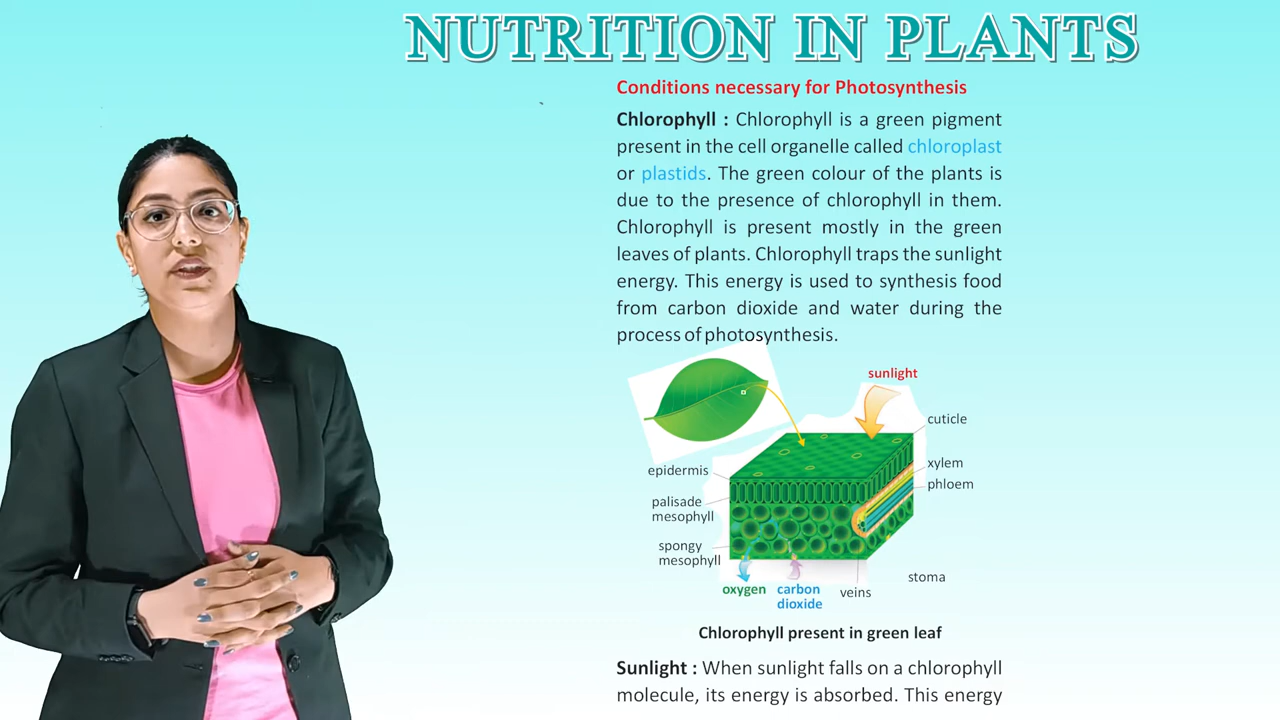 NUTRITION IN PLANTS
Conditions necessary for Photosynthesis
Chlorophyll : Chlorophyll is a green pigment
present in the cell organelle called chloroplast
or plastids. The green colour of the plants is
due to the presence of chlorophyll in them.
Chlorophyll is present mostly in the green
leaves of plants. Chlorophyll traps the sunlight
energy. This energy is used to synthesis food
from carbon dioxide and water during the
process of photosynthesis.
sunlight
cuticle
epidermis
xylem
phloem
palisade
mesophyll
spongy
mesophyll
stoma
oxygen
carbon
dioxide
veins
Chlorophyll present in green leaf
Sunlight : When sunlight falls on a chlorophyll
molecule, its energy is absorbed. This energy